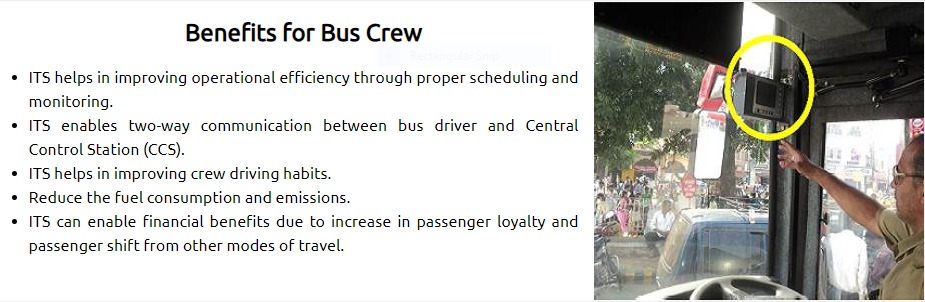 Benefits for Bus Crew
• ITS helps in improving operational efficiency through proper scheduling and
monitoring.
• ITS enables two-way communication between bus driver and Central
Control Station (CCS).
• ITS helps in improving crew driving habits.
• Reduce the fuel consumption and emissions.
• ITS can enable financial benefits due to increase in passenger loyalty and
passenger shift from other modes of travel.